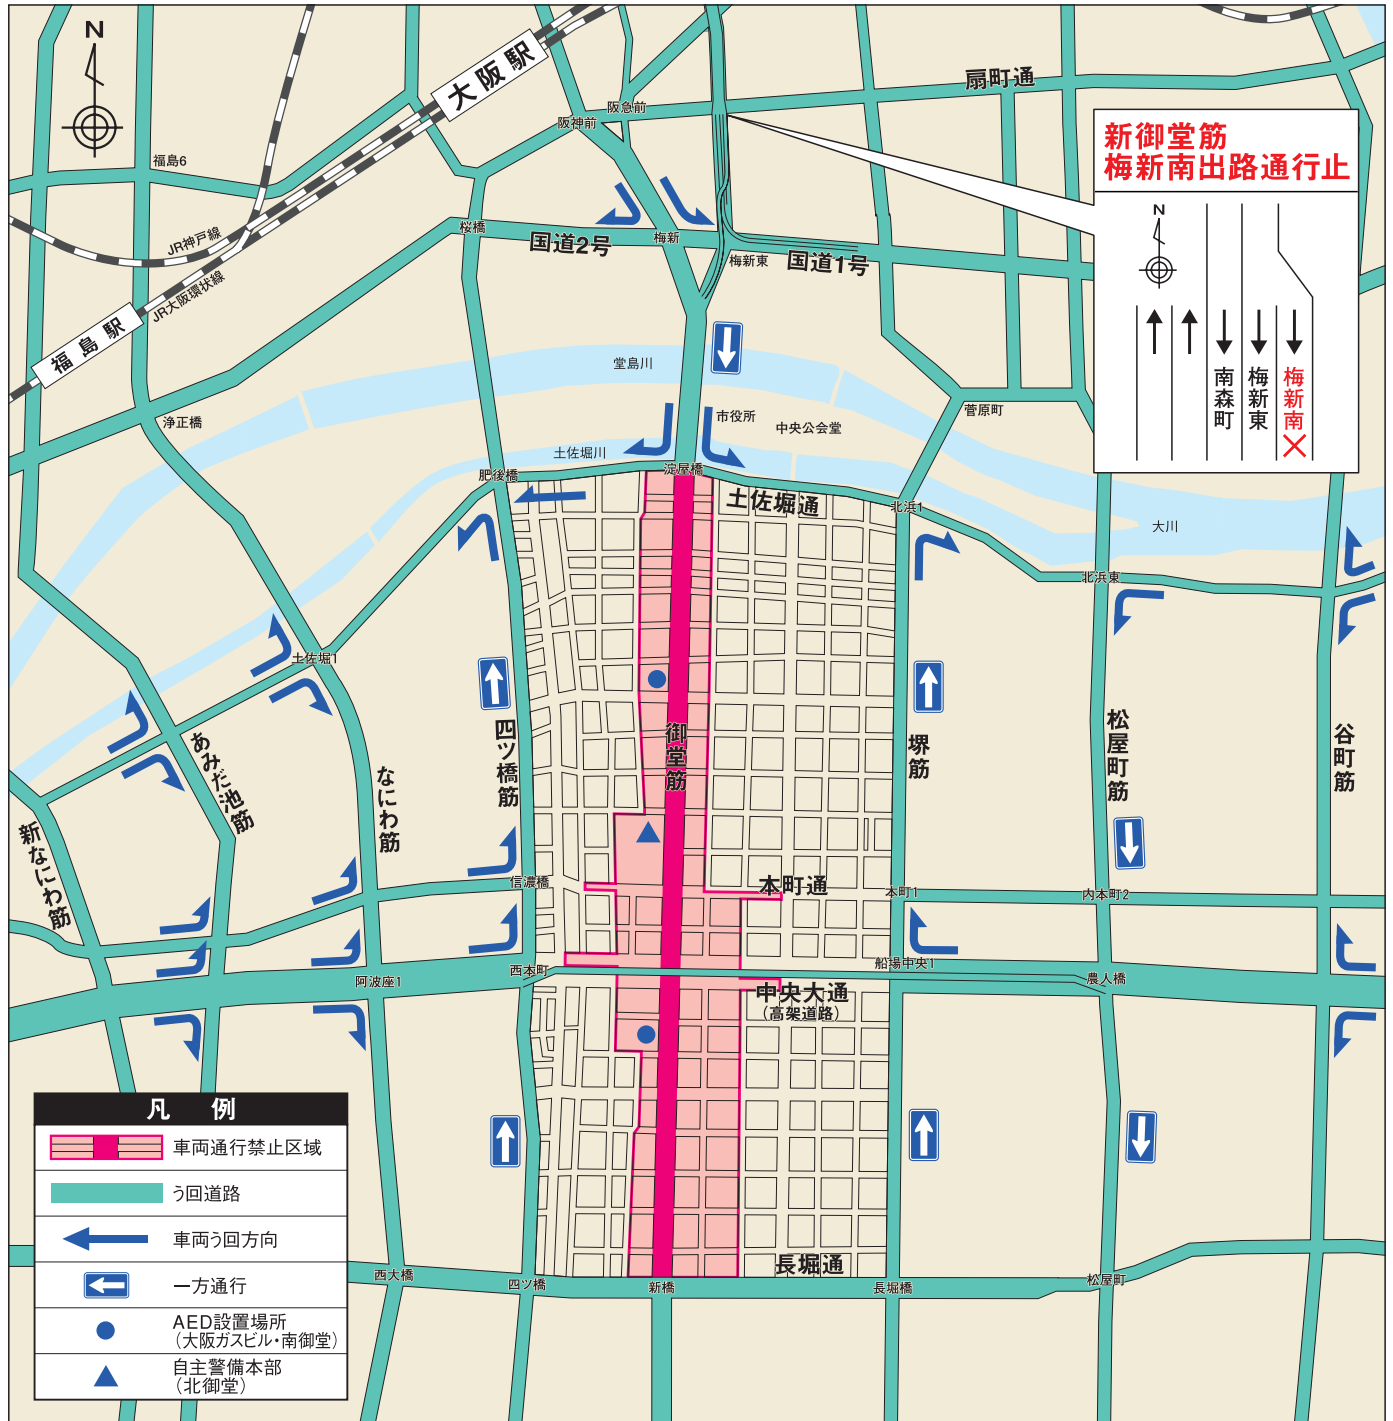 N
大阪駅
阪急前
阪神前
扇町通
福島6
新御堂筋
梅新南出路通行止
N
南森町
梅新東
梅新南
JR神戸線
JR大阪環状線
福島駅
桜橋
国道2号
梅新
梅新東
国道1号
堂島川
浄正橋
市役所
中央公会堂
菅原町
土佐堀川
肥後橋
淀屋橋
土佐堀通
北浜1
大川
北浜東
土佐堀1
あみだ池筋
なにわ筋
四ツ橋筋
御堂筋
堺筋
松屋町筋
谷町筋
新なにわ筋
信濃橋
本町通
本町1
内本町2
阿波座1
西本町
船場中央1
農人橋
中央大通
(高架道路)
西大橋
四ツ橋
新橋
長堀通
長堀橋
松屋町
凡例
車両通行禁止区域
う回道路
車両う回方向
一方通行
AED設置場所
(大阪ガスビル・南御堂)
自主警備本部
(北御堂)